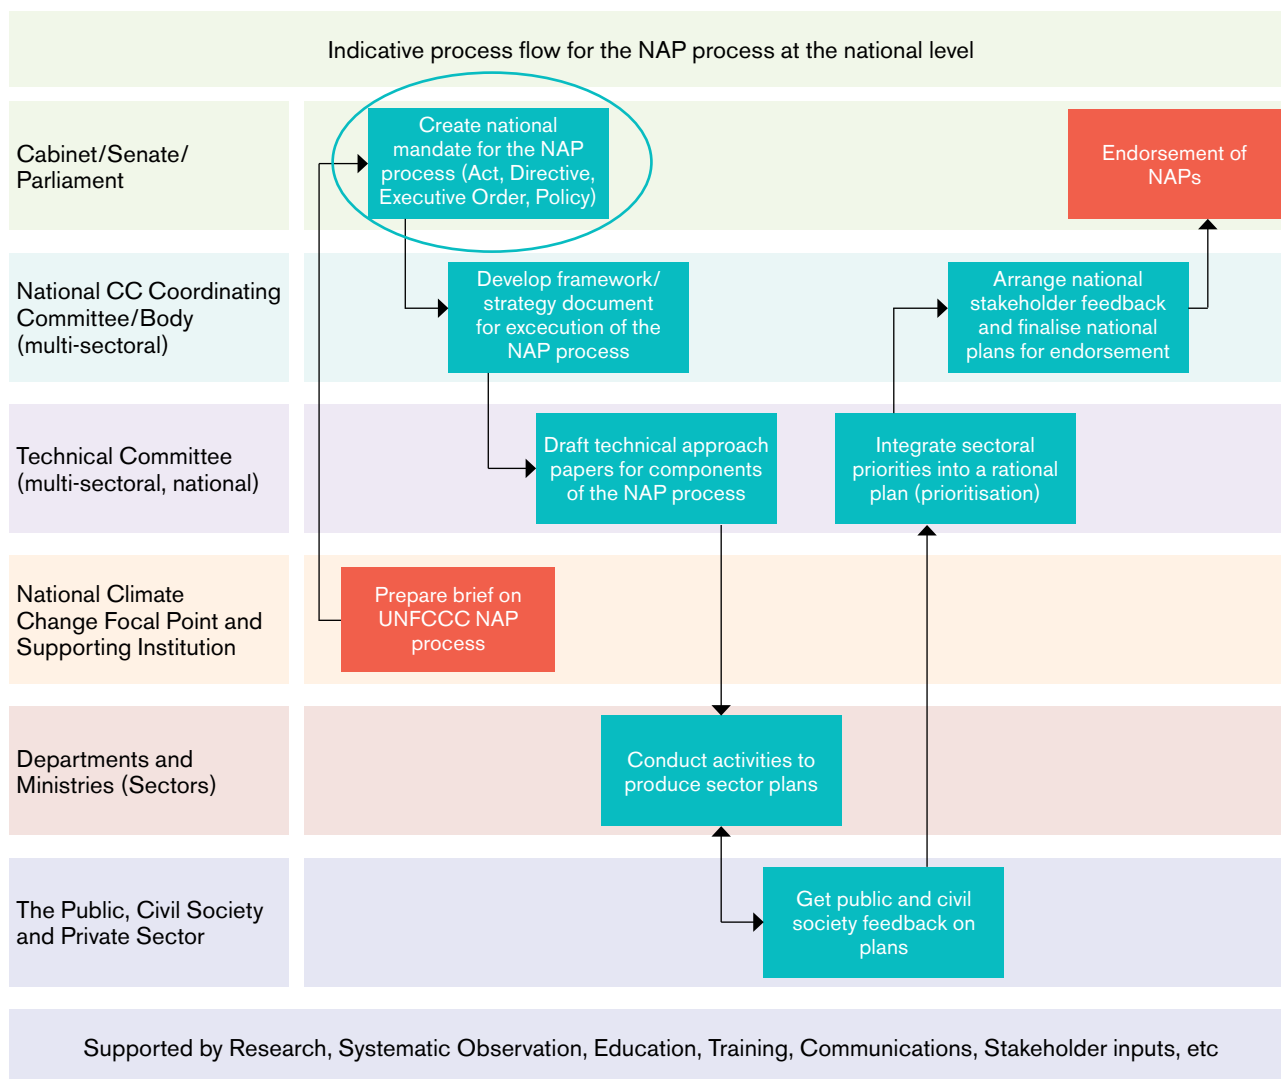 Indicative process flow for the NAP process at the national level
Cabinet/Senate/
Parliament
Create national
mandate for the NAP
process (Act, Directive,
Executive Order, Policy)
Endorsement of
NAPs
National CC Coordinating
Committee/Body
(multi-sectoral)
Develop framework/
strategy document
for excecution of the
NAP process
Arrange national
stakeholder feedback
and finalise national
plans for endorsement
Technical Committee
(multi-sectoral, national)
Draft technical approach
papers for components
of the NAP process
Integrate sectoral
priorities into a rational
plan (prioritisation)
National Climate
Change Focal Point and
Supporting Institution
Prepare brief on
UNFCCC NAP
process
Departments and
Ministries (Sectors)
Conduct activities to
produce sector plans
The Public, Civil Society
and Private Sector
Get public and civil
society feedback on
plans
Supported by Research, Systematic Observation, Education, Training, Communications, Stakeholder inputs, etc